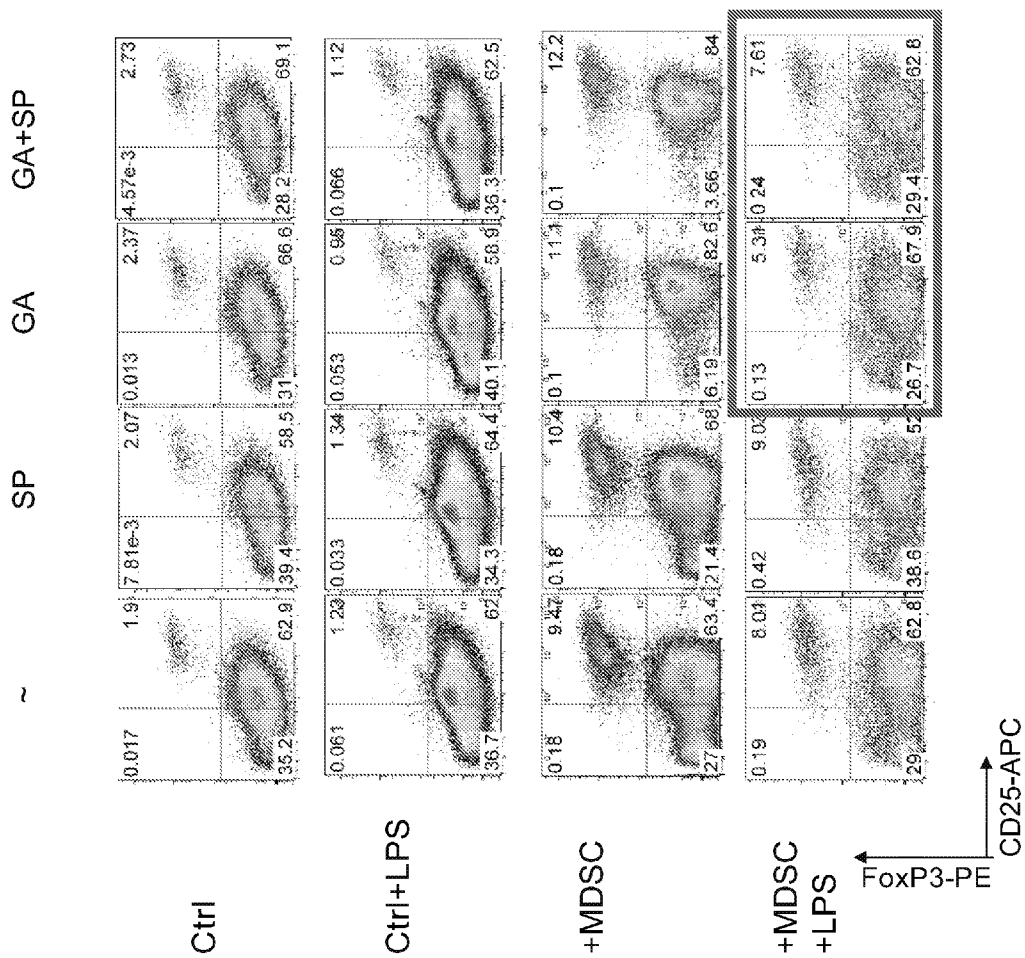 ~ SP GA GA+SP
Ctrl
0.017 1.9 7.81e-3 2.07 0.013 2.37 4.57e-3 2.73
35.2 62.9 39.4 58.5 31 66.6 28.2 69.1
Ctrl+LPS
0.061 1.23 0.033 1.34 0.053 0.95 0.066 1.12
36.7 62 34.3 64.4 40.1 58.9 36.3 62.5
+MDSC
0.18 9.47 0.18 10.4 0.1 11.1 0.1 12.2
27 63.4 21.4 68 6.19 82.6 3.66 84
+MDSC
+LPS
0.19 8.01 0.42 0.13 5.31 0.24 7.61
29 62.8 38.6 26.7 67.9 29.4 62.8
FoxP3-PE
CD25-APC